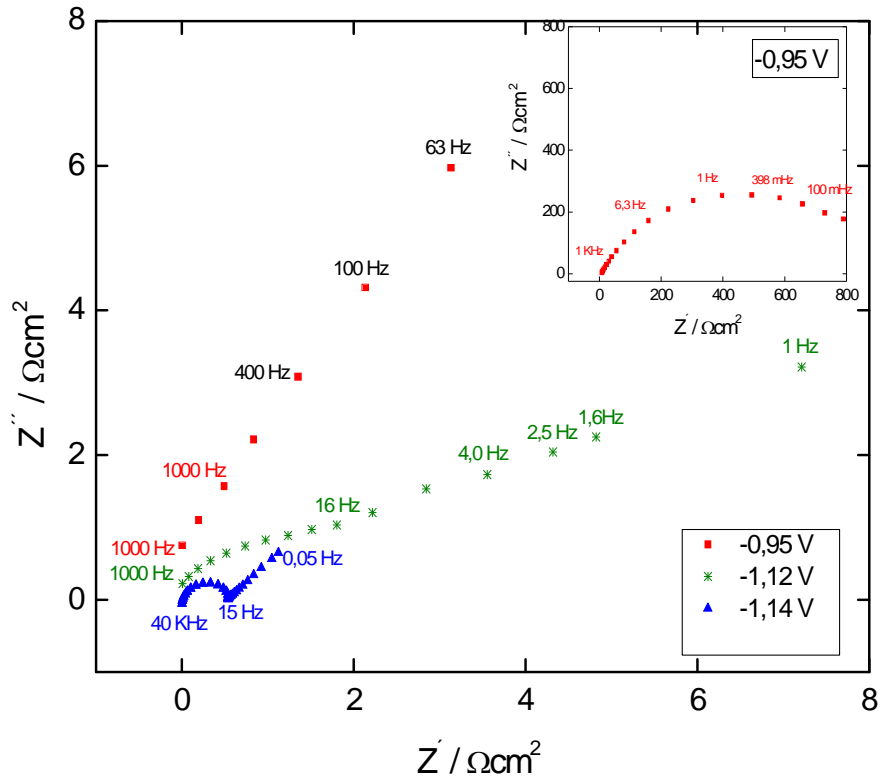 8
6
4
2
0
0
2
4
6
8
Z´´ / Ωcm²
Z´ / Ωcm²
63 Hz
100 Hz
400 Hz
1000 Hz
1000 Hz
1 Hz
1,6Hz
2,5 Hz
4,0 Hz
16 Hz
1000 Hz
0,05 Hz
15 Hz
40 KHz
-0,95 V
-1,12 V
-1,14 V
-0,95 V
800
600
400
200
0
0
200
400
600
800
Z´´ / Ωcm²
Z´ / Ωcm²
1 Hz
398 mHz
100 mHz
6,3 Hz
1 KHz